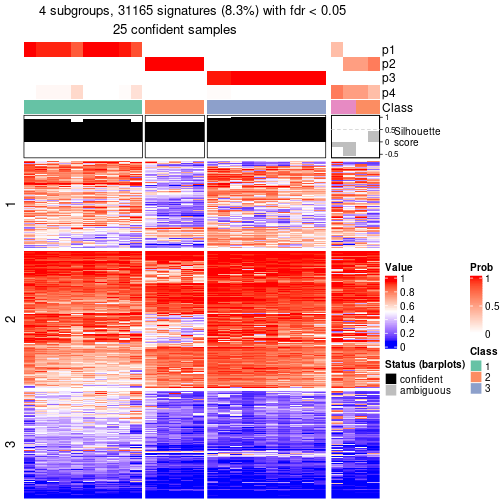 4 subgroups, 31165 signatures (8.3%) with fdr < 0.05
25 confident samples
p1
p2
p3
p4
Class
1
0.5
0
-0.5
Silhouette
score
1
2
3
Value
1
0.8
0.6
0.4
0.2
0
Prob
1
0.5
0
Status (barplots)
confident
ambiguous
Class
1
2
3